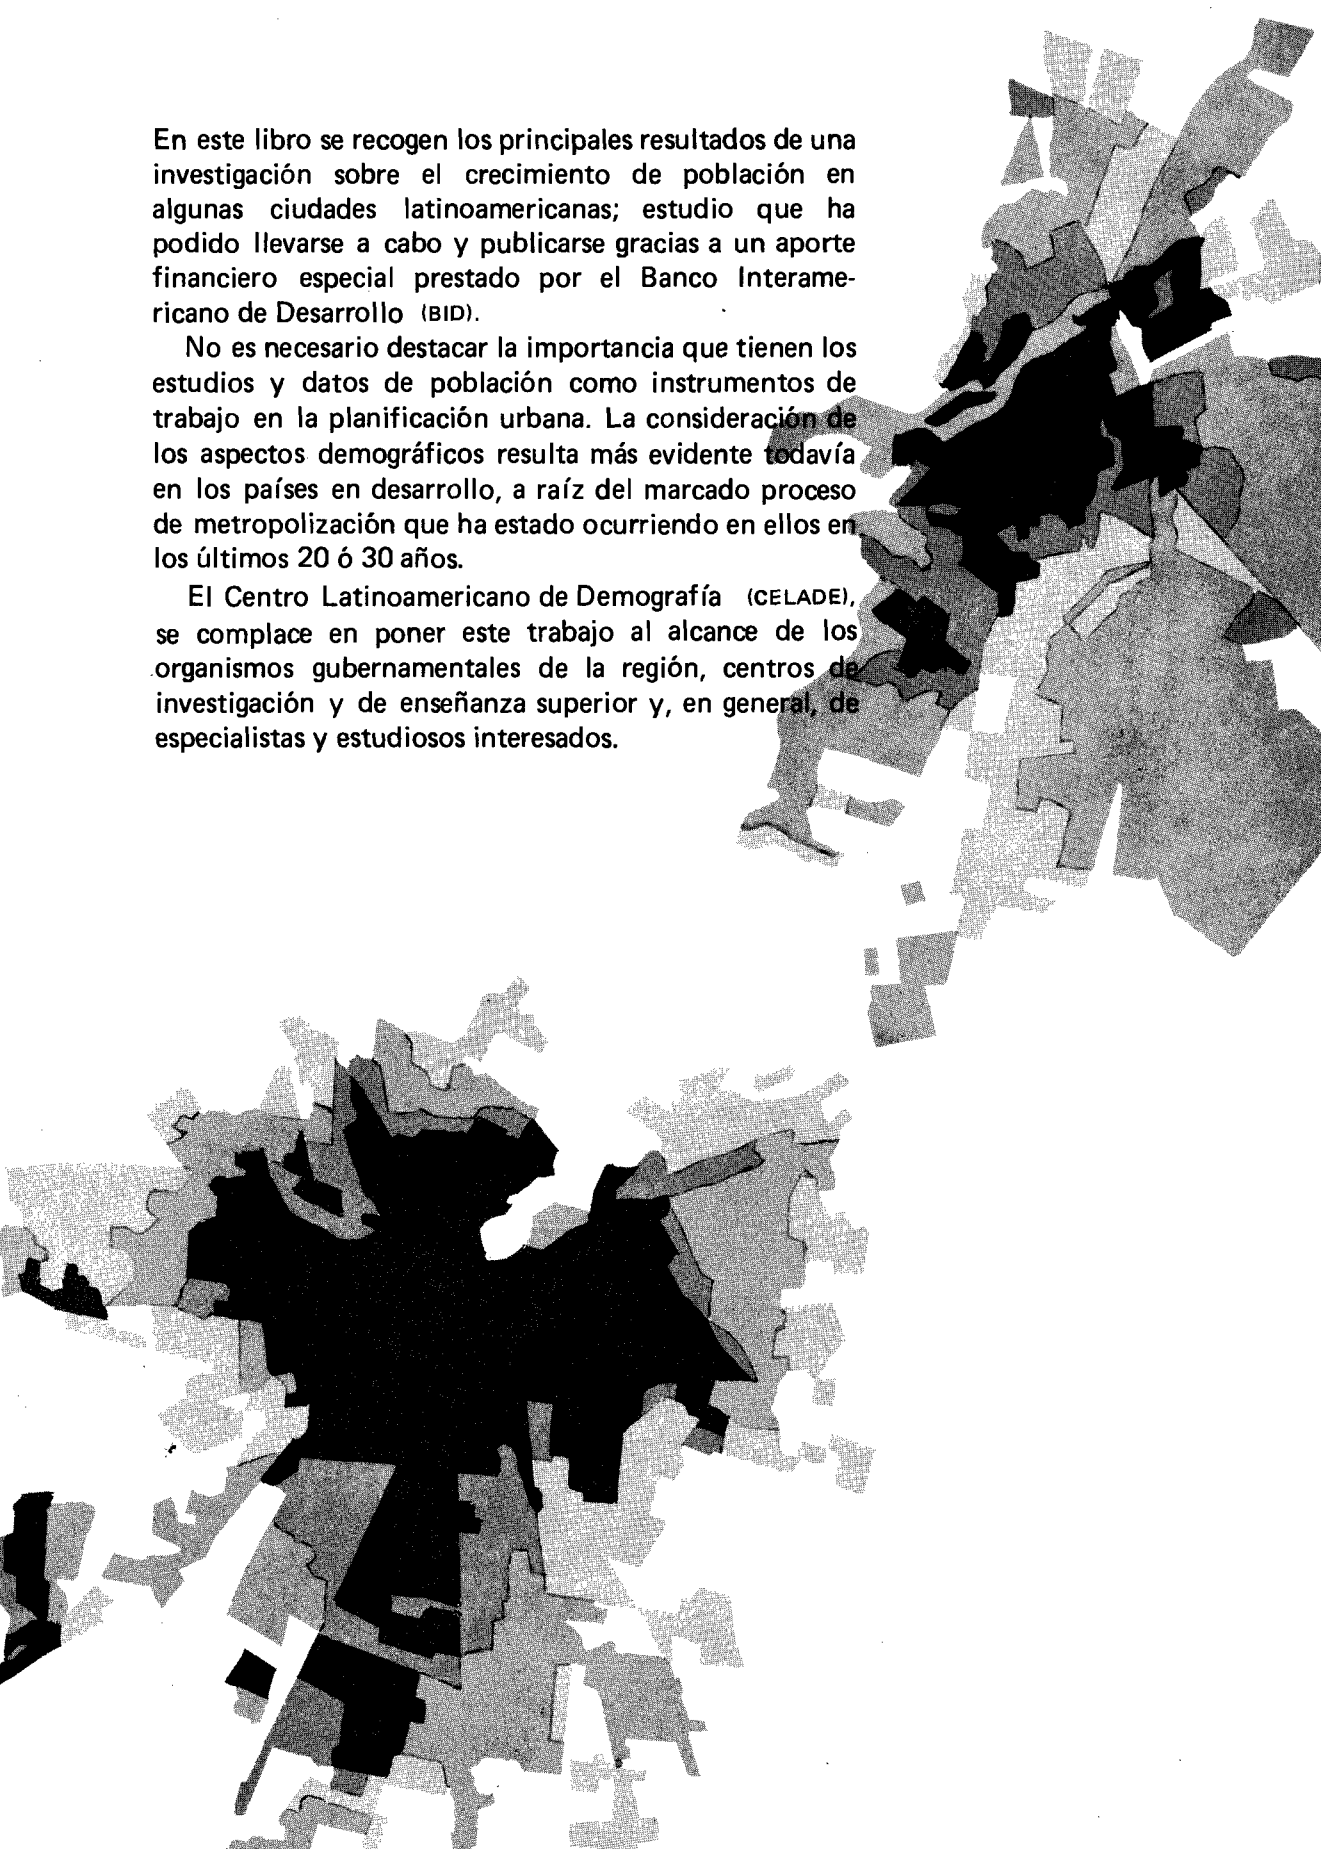 En este libro se recogen los principales resultados de una
investigación sobre el crecimiento de población en
algunas ciudades latinoamericanas; estudio que ha
podido llevarse a cabo y publicarse gracias a un aporte
financiero especial prestado por el Banco Interame-
ricano de Desarrollo (BID).
No es necesario destacar la importancia que tienen los
estudios y datos de población como instrumentos de
trabajo en la planificación urbana. La consideración de
los aspectos demográficos resulta más evidente todavía
en los países en desarrollo, a raíz del marcado proceso
de metropolización que ha estado ocurriendo en ellos en
los últimos 20 ó 30 años.
El Centro Latinoamericano de Demografía (CELADE),
se complace en poner este trabajo al alcance de los
organismos gubernamentales de la región, centros de
investigación y de enseñanza superior y, en general, de
especialistas y estudiosos interesados.